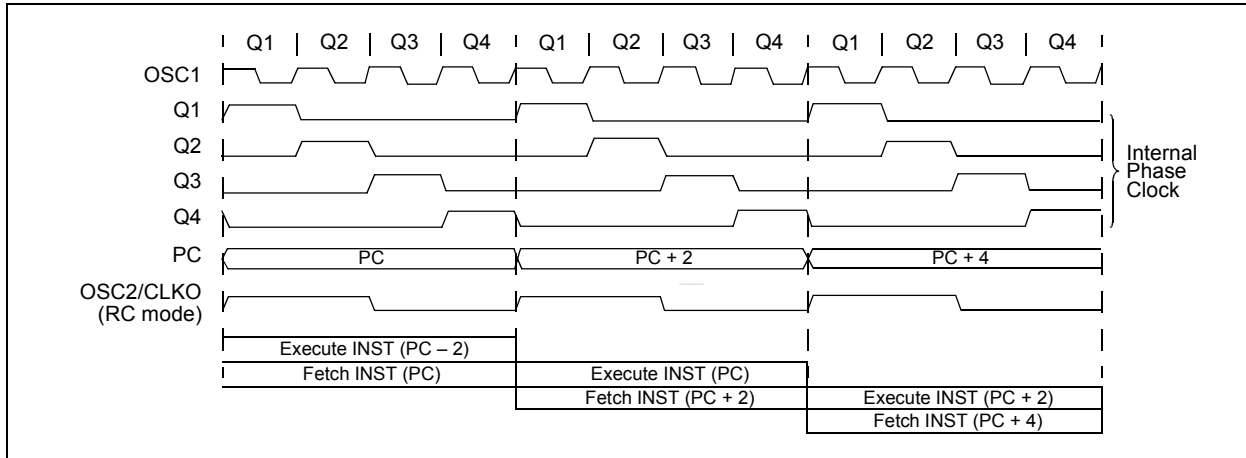 Q1 Q2 Q3 Q4 Q1 Q2 Q3 Q4 Q1 Q2 Q3 Q4
OSC1
Q1
Q2
Q3
Q4
Internal
Phase
Clock
PC PC PC + 2 PC + 4
OSC2/CLKO
(RC mode)
Execute INST (PC – 2)
Fetch INST (PC) Execute INST (PC)
Fetch INST (PC + 2) Execute INST (PC + 2)
Fetch INST (PC + 4)